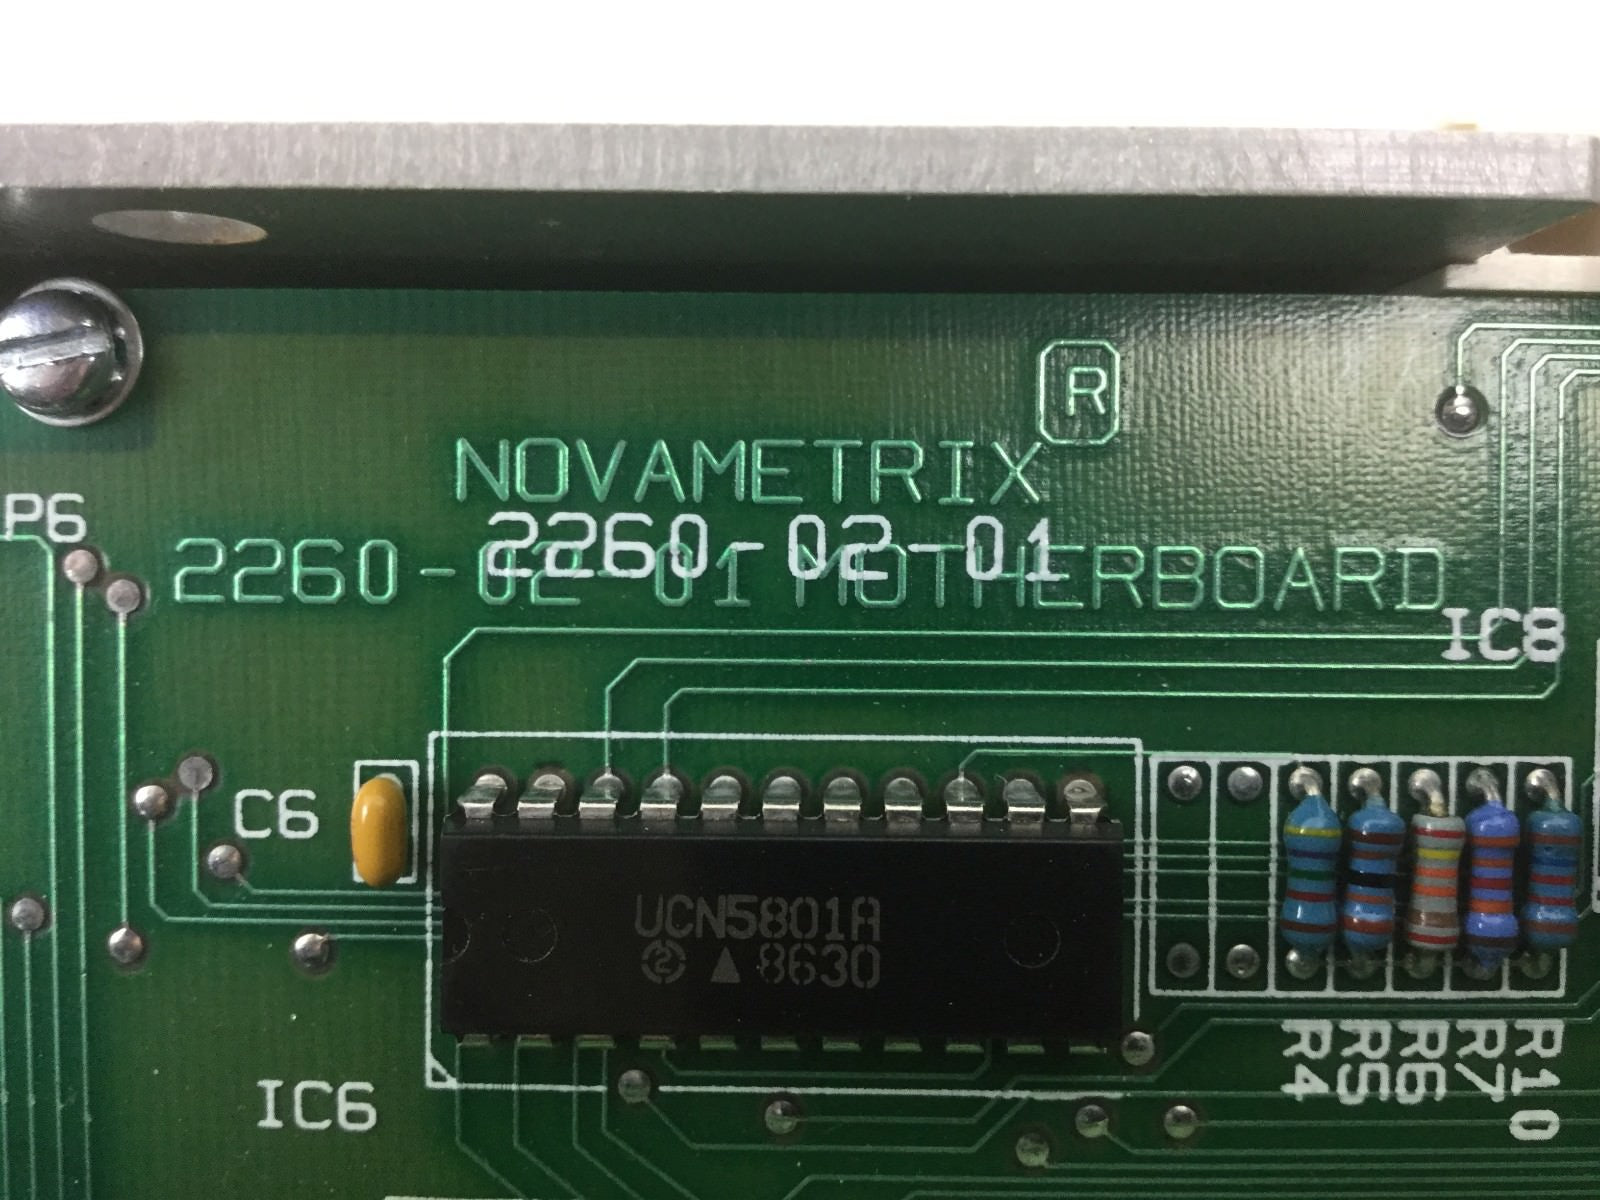 R
NOVAMETRIX
2260-02-01
2260-02-01 MOTHERBOARD
P6
IC8
C6
UCN5801A
2 ▲ 8630
R4
R5
R6
R7
R10
IC6